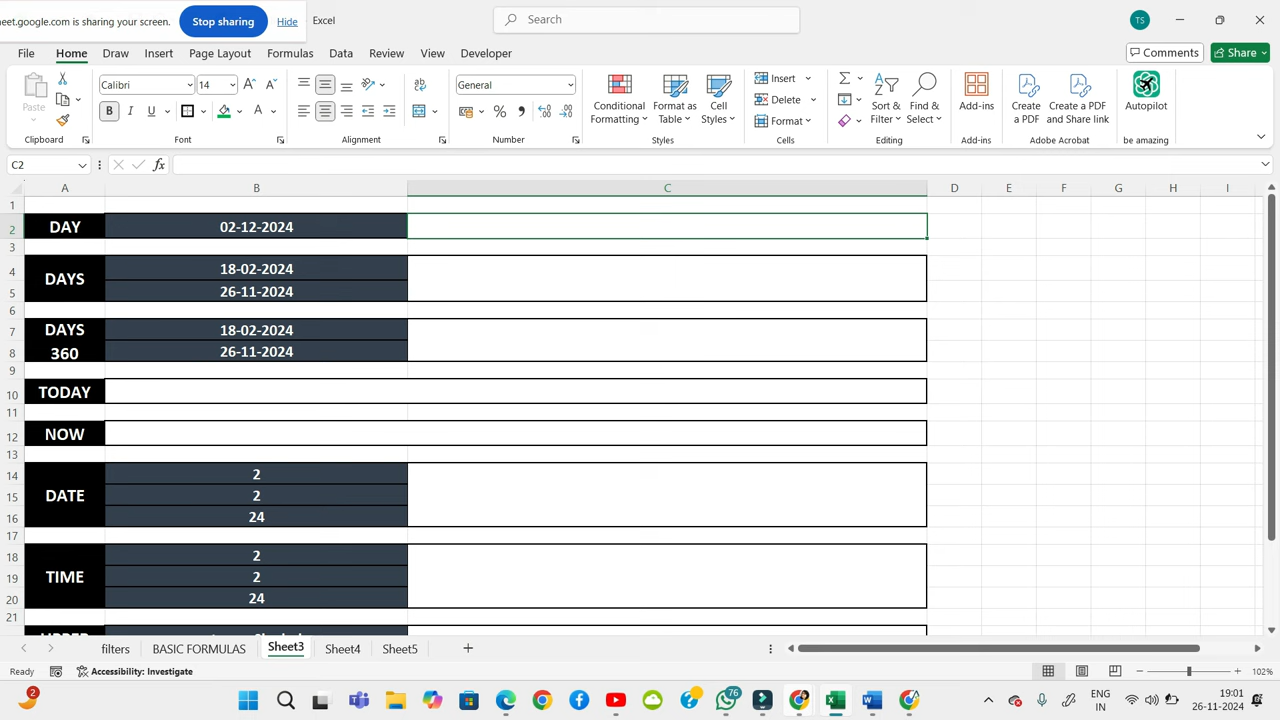 eet.google.com is sharing your screen. Stop sharing Hide Excel
Search
TS
File Home Draw Insert Page Layout Formulas Data Review View Developer
Comments Share
Paste
Calibri 14
B I U
General
Conditional Formatting
Format as Table
Cell Styles
Insert
Delete
Format
Sort & Filter
Find & Select
Add-ins
Create a PDF
Create a PDF and Share link
Autopilot
Clipboard Font Alignment Number Styles Cells Editing Add-ins Adobe Acrobat be amazing
C2 fx
A B C D E F G H I
1
2 DAY 02-12-2024
3
4 DAYS 18-02-2024
5 26-11-2024
6
7 DAYS 18-02-2024
8 360 26-11-2024
9
10 TODAY
11
12 NOW
13
14 2
15 DATE 2
16 24
17
18 2
19 TIME 2
20 24
21
filters BASIC FORMULAS Sheet3 Sheet4 Sheet5
Ready Accessibility: Investigate 102%
2 76 ENG IN 19:01 26-11-2024